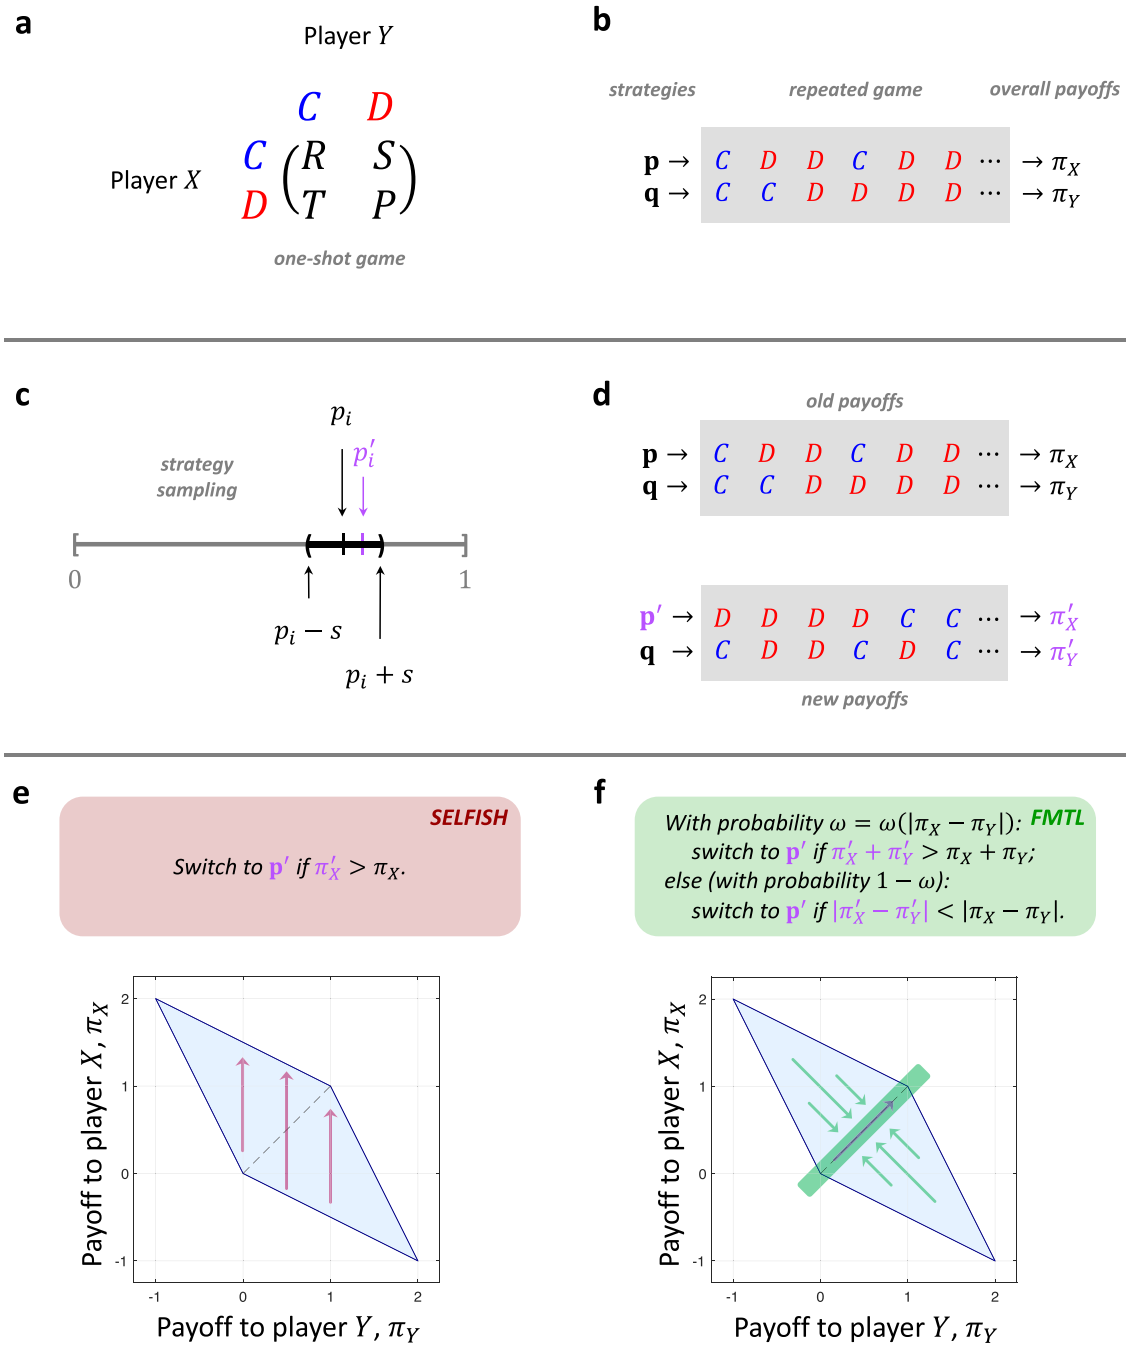 a
Player Y
C D
Player X
C ( R S )
D ( T P )
one-shot game
b
strategies repeated game overall payoffs
p → C D D C D D ⋯ → π_X
q → C C D D D D ⋯ → π_Y
c
p_i
p_i′
strategy
sampling
[ ( ) ]
0 1
p_i − s
p_i + s
d
old payoffs
p → C D D C D D ⋯ → π_X
q → C C D D D D ⋯ → π_Y
p′ → D D D D C C ⋯ → π′_X
q → C D D C D C ⋯ → π′_Y
new payoffs
e
SELFISH
Switch to p′ if π′_X > π_X.
2
1
0
-1
-1 0 1 2
Payoff to player X, π_X
Payoff to player Y, π_Y
f
With probability ω = ω(|π_X − π_Y|): FMTL
switch to p′ if π′_X + π′_Y > π_X + π_Y;
else (with probability 1 − ω):
switch to p′ if |π′_X − π′_Y| < |π_X − π_Y|.
2
1
0
-1
-1 0 1 2
Payoff to player X, π_X
Payoff to player Y, π_Y